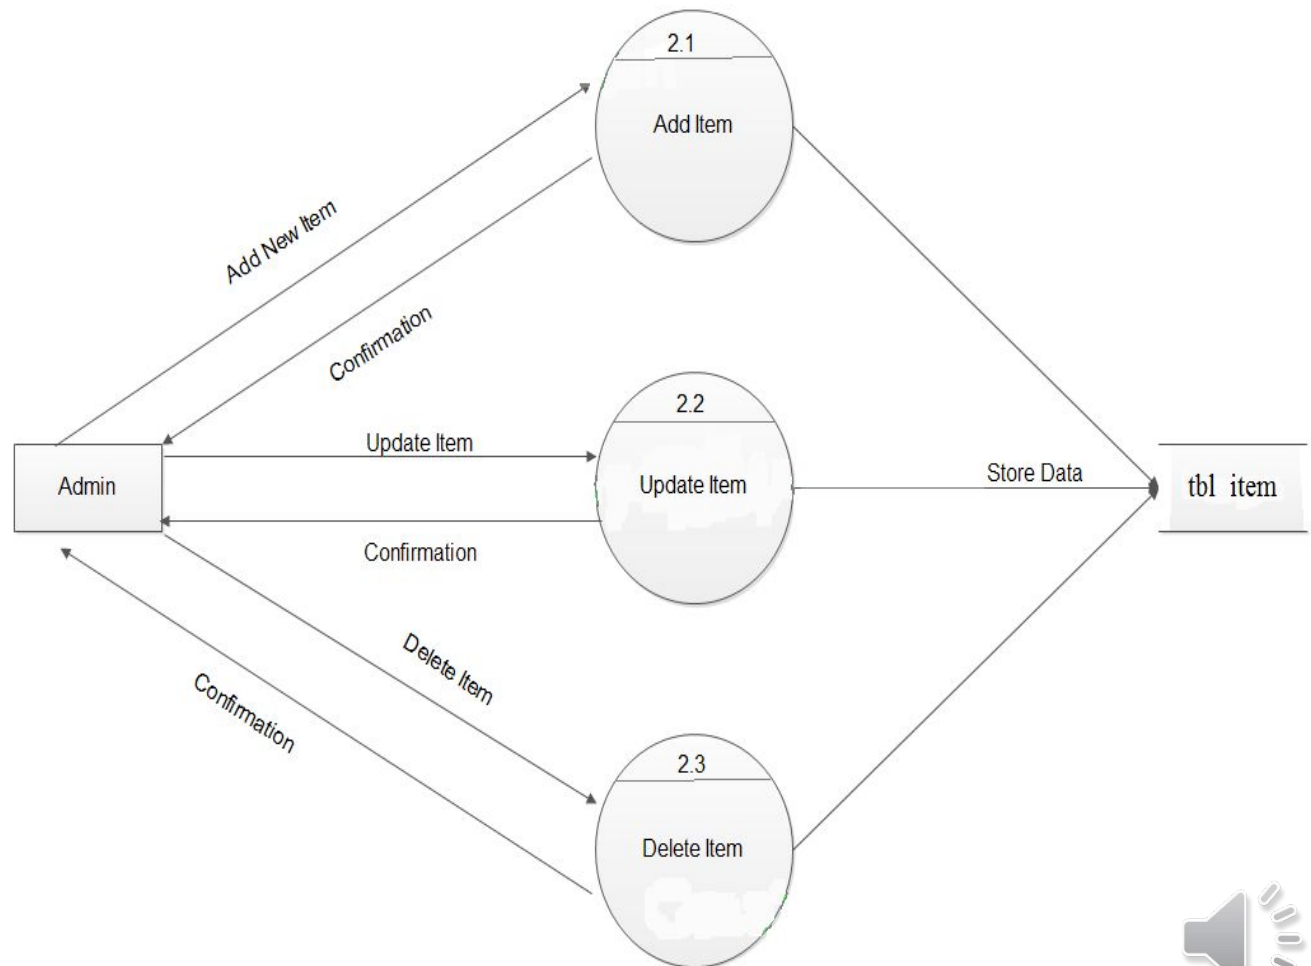 2.1
Add Item
Add New Item
Confirmation
2.2
Update Item
Admin
Update Item
Store Data
tbl item
Confirmation
Delete Item
Confirmation
2.3
Delete Item